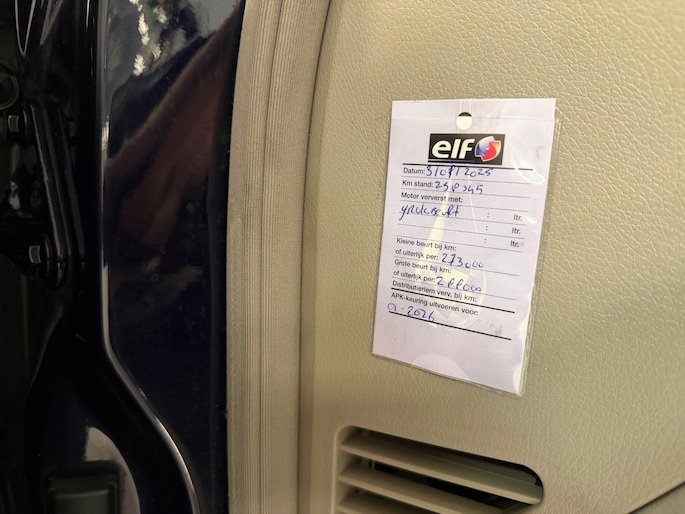 elf
Datum: 3/01/2025
Km stand: 258345
Motor ververst met:
: ltr.
: ltr.
: ltr.
Kleine beurt bij km:
of uiterlijk per: 273000
Grote beurt bij km:
of uiterlijk per: 288000
Distributieriem verv. bij km:
APK-keuring uitvoeren voor:
01-2026